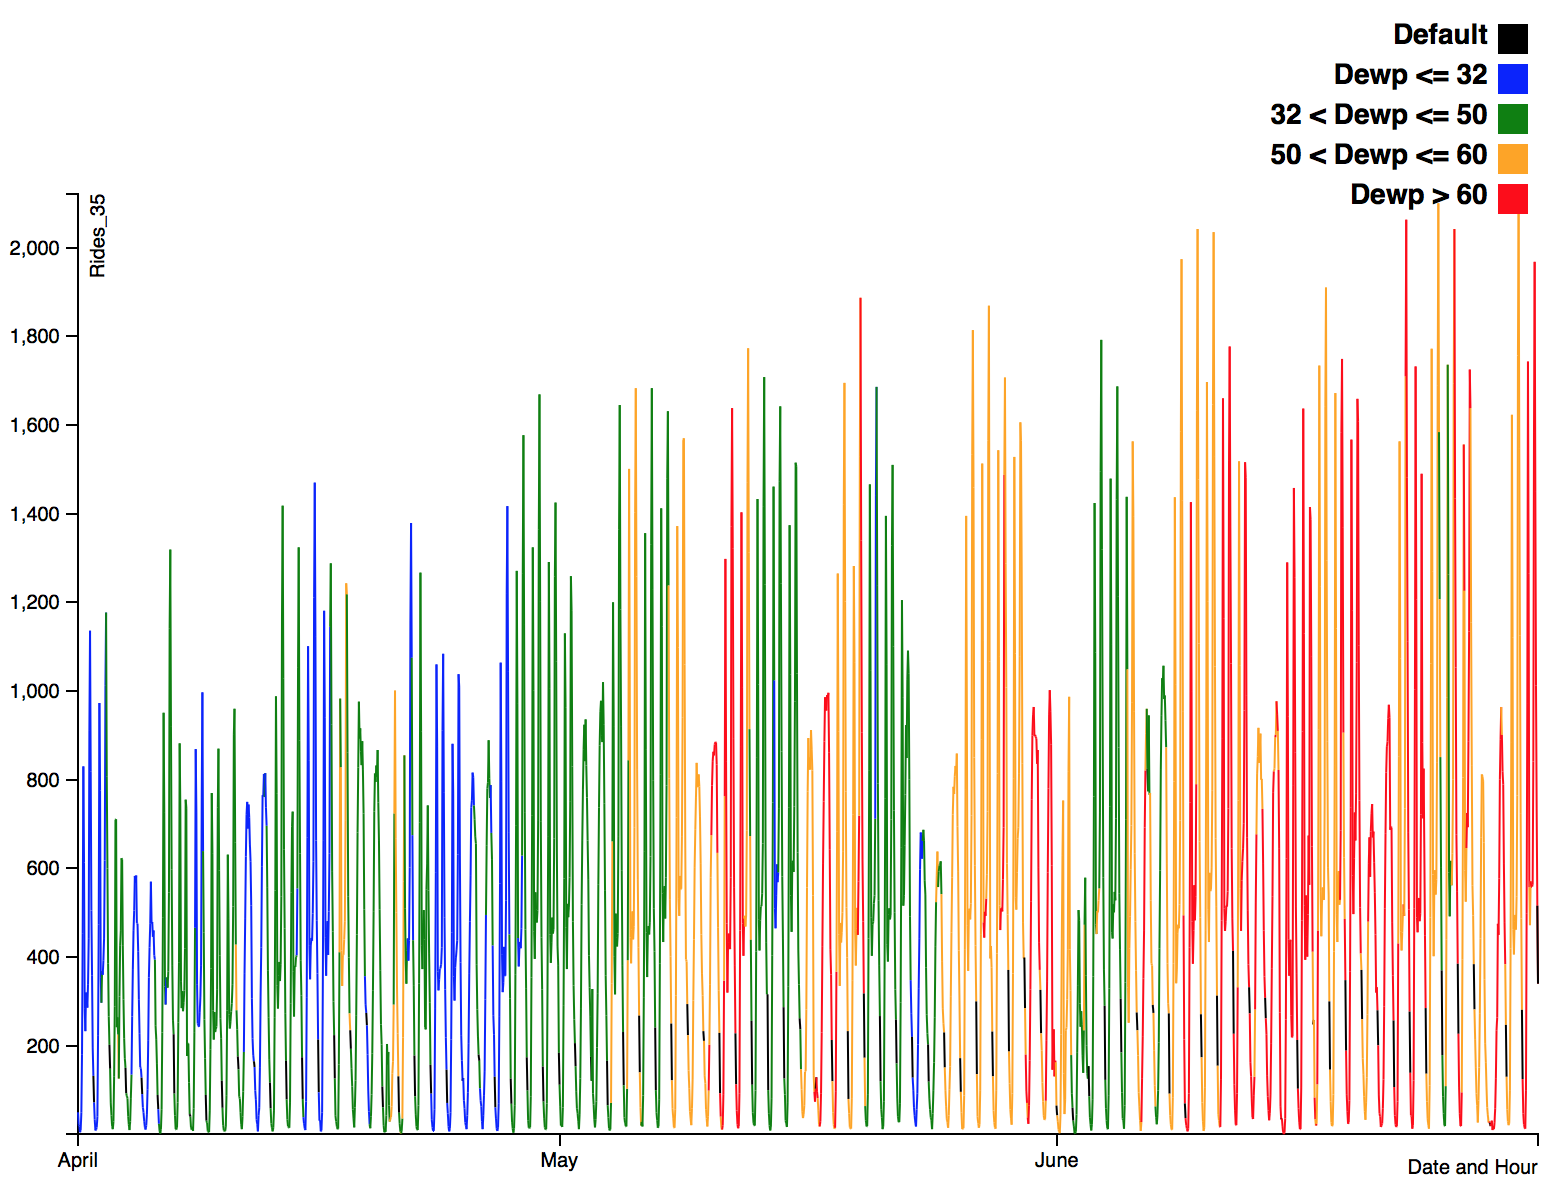 Default
Dewp <= 32
32 < Dewp <= 50
50 < Dewp <= 60
Dewp > 60
Rides_35
2,000
1,800
1,600
1,400
1,200
1,000
800
600
400
200
April
May
June
Date and Hour